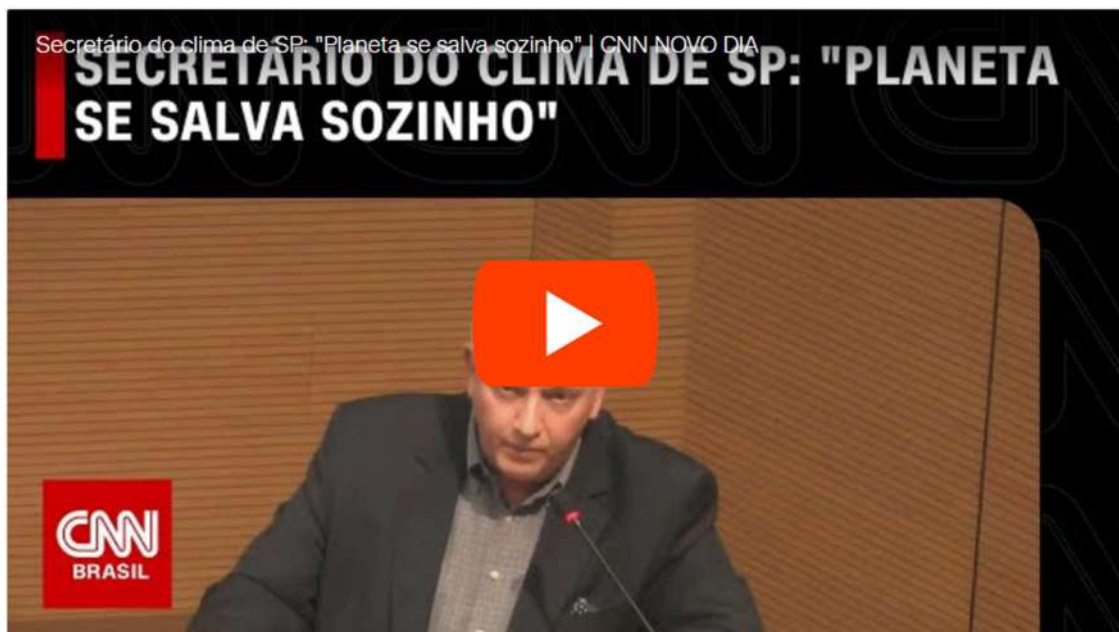 Secretário do clima de SP: "Planeta se salva sozinho" | CNN NOVO DIA
SECRETÁRIO DO CLIMA DE SP: "PLANETA
SE SALVA SOZINHO"
CNN
BRASIL